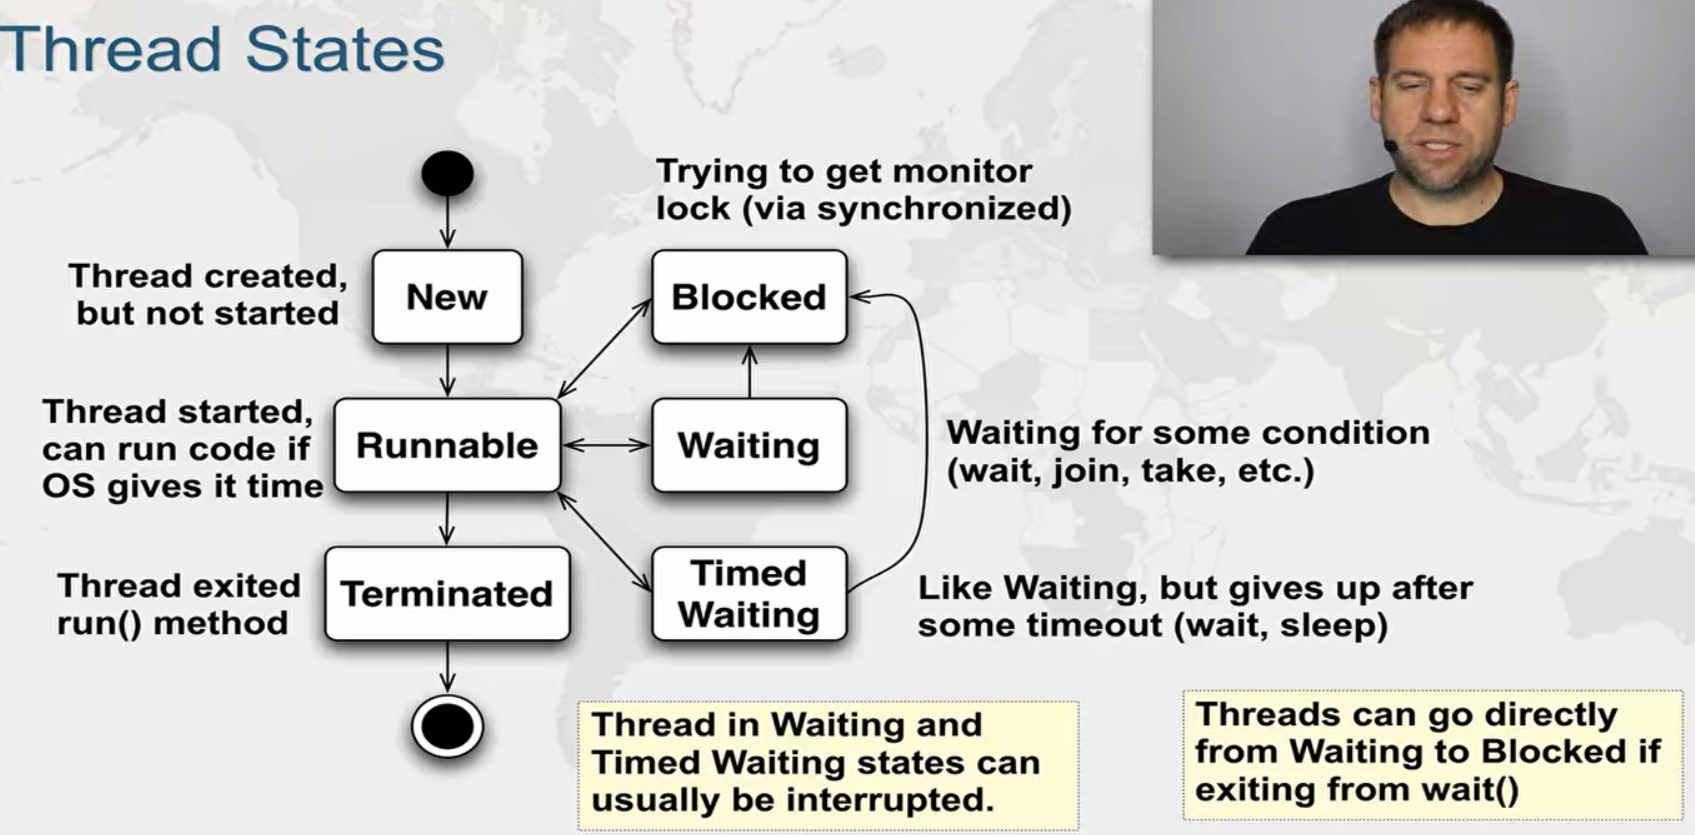 Thread States
Trying to get monitor
lock (via synchronized)
Thread created,
but not started
New
Blocked
Thread started,
can run code if
OS gives it time
Runnable
Waiting
Waiting for some condition
(wait, join, take, etc.)
Thread exited
run() method
Terminated
Timed
Waiting
Like Waiting, but gives up after
some timeout (wait, sleep)
Thread in Waiting and
Timed Waiting states can
usually be interrupted.
Threads can go directly
from Waiting to Blocked if
exiting from wait()